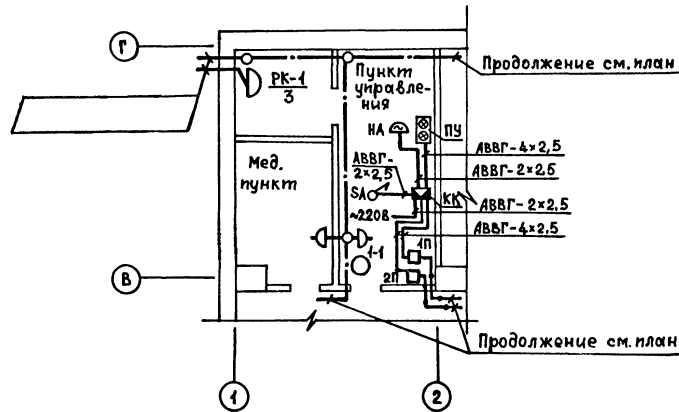 Г
Продолжение см. план
РК-1
3
Пункт
управле-
ния
НА
ПУ
АВВГ-4×2,5
АВВГ-
2×2,5
АВВГ-2×2,5
Мед.
пункт
SA
КК
АВВГ-2×2,5
~220В
АВВГ-4×2,5
1П
1-1
2П
В
Продолжение см. план
1
2